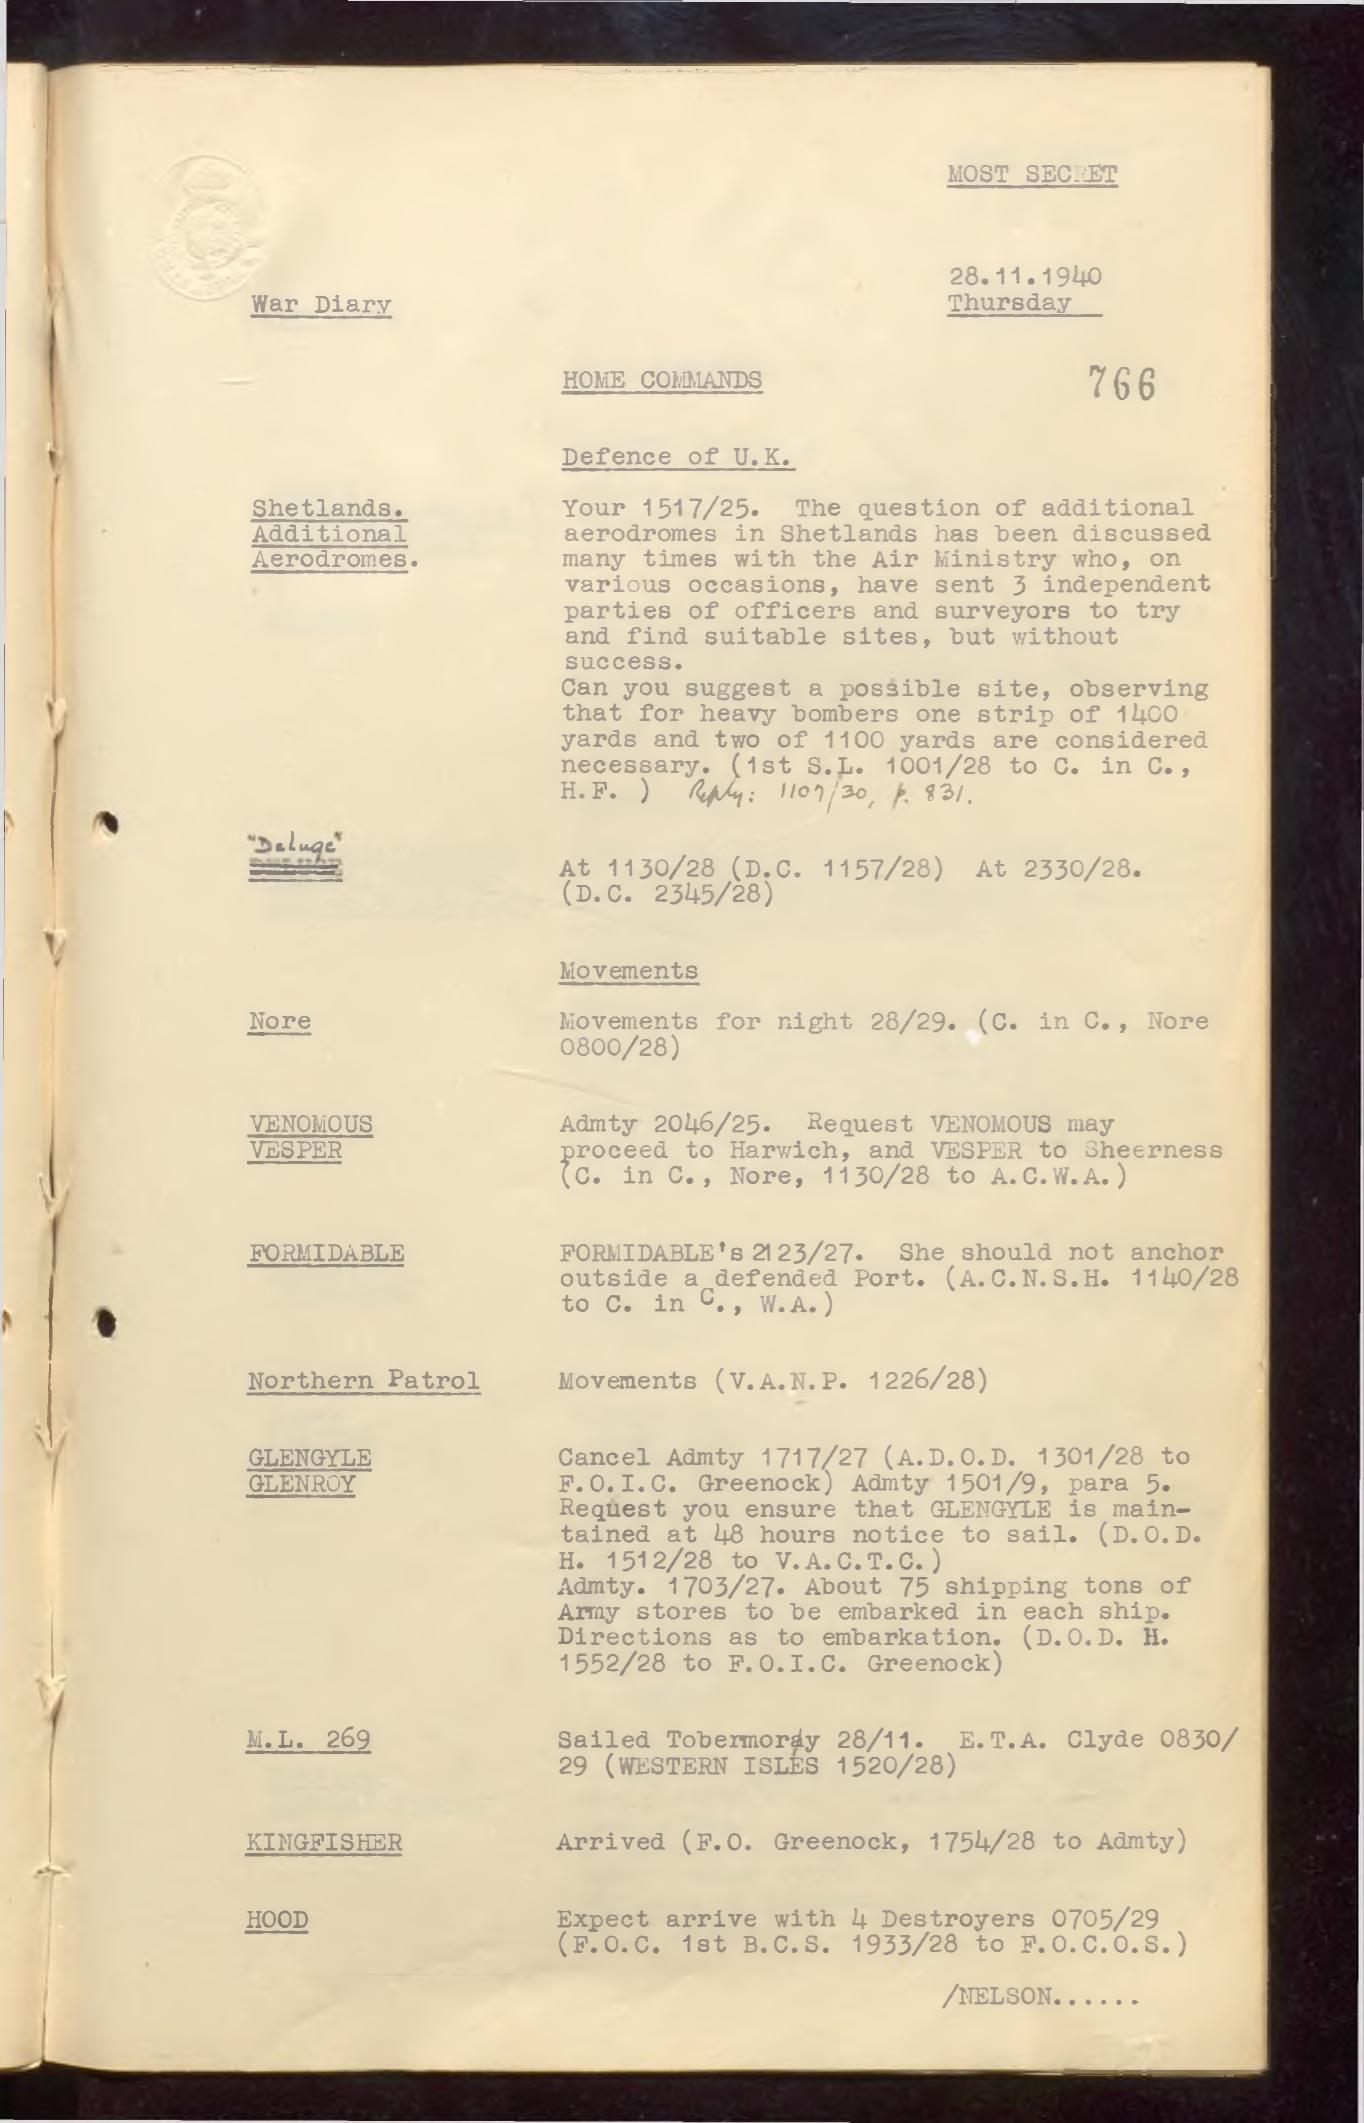 MOST SECRET
28.11.1940
War Diary
Thursday
HOME COMMANDS
766
Defence of U.K.
Shetlands.
Additional
Aerodromes.
Your 1517/25. The question of additional
aerodromes in Shetlands has been discussed
many times with the Air Ministry who, on
various occasions, have sent 3 independent
parties of officers and surveyors to try
and find suitable sites, but without
success.
Can you suggest a possible site, observing
that for heavy bombers one strip of 1400
yards and two of 1100 yards are considered
necessary. (1st S.L. 1001/28 to C. in C.,
H.F. ) Reply: 1107/30, p. 831.
"Deluge"
At 1130/28 (D.C. 1157/28) At 2330/28.
(D.C. 2345/28)
Movements
Nore
Movements for night 28/29. (C. in C., Nore
0800/28)
VENOMOUS
VESPER
Admty 2046/25. Request VENOMOUS may
proceed to Harwich, and VESPER to Sheerness
(C. in C., Nore, 1130/28 to A.C.W.A.)
FORMIDABLE
FORMIDABLE's 2123/27. She should not anchor
outside a defended Port. (A.C.N.S.H. 1140/28
to C. in C., W.A.)
Northern Patrol
Movements (V.A.N.P. 1226/28)
GLENGYLE
GLENROY
Cancel Admty 1717/27 (A.D.O.D. 1301/28 to
F.O.I.C. Greenock) Admty 1501/9, para 5.
Request you ensure that GLENGYLE is main-
tained at 48 hours notice to sail. (D.O.D.
H. 1512/28 to V.A.C.T.C.)
Admty. 1703/27. About 75 shipping tons of
Army stores to be embarked in each ship.
Directions as to embarkation. (D.O.D. H.
1552/28 to F.O.I.C. Greenock)
M.L. 269
Sailed Tobermory 28/11. E.T.A. Clyde 0830/
29 (WESTERN ISLES 1520/28)
KINGFISHER
Arrived (F.O. Greenock, 1754/28 to Admty)
HOOD
Expect arrive with 4 Destroyers 0705/29
(F.O.C. 1st B.C.S. 1933/28 to F.O.C.O.S.)
/NELSON......